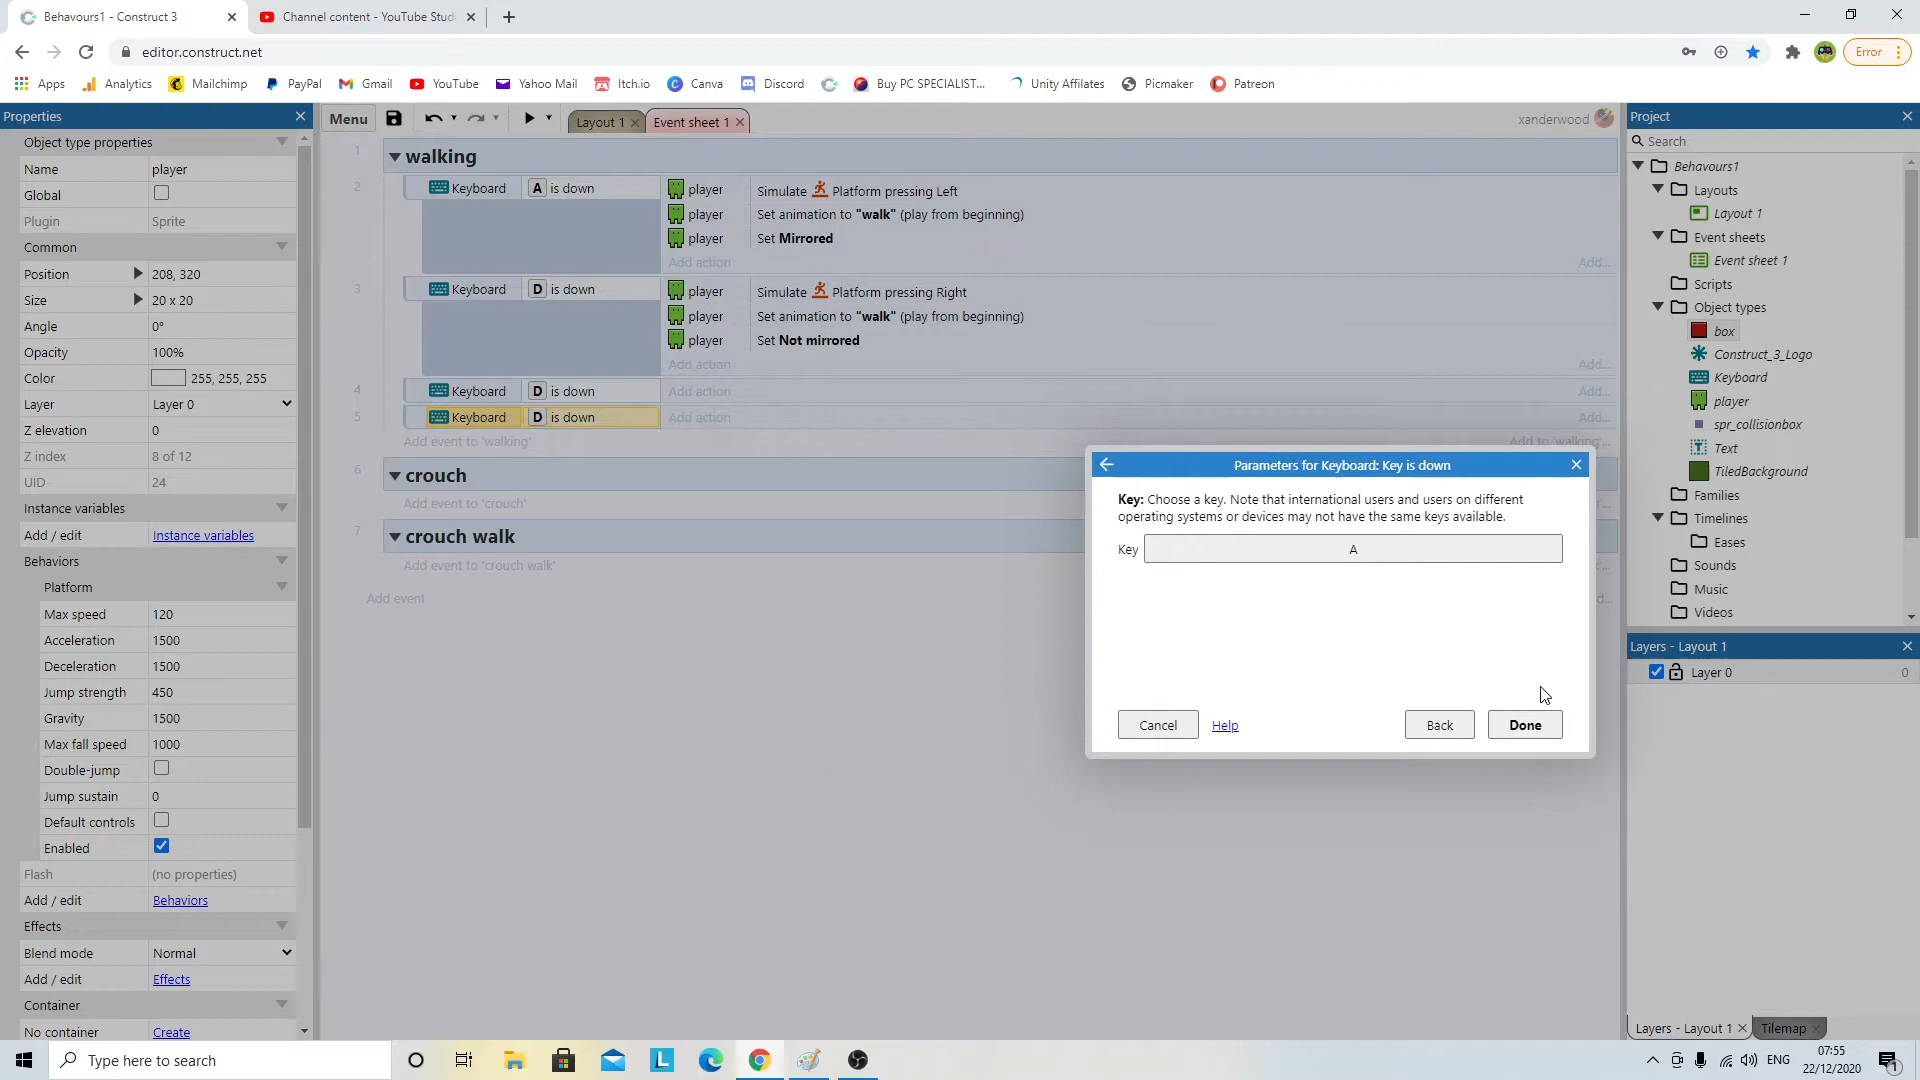 Behavours1 - Construct 3
Channel content - YouTube Studi
editor.construct.net
Error
Apps
Analytics
Mailchimp
PayPal
Gmail
YouTube
Yahoo Mail
Itch.io
Canva
Discord
Buy PC SPECIALIST...
Unity Affilates
Picmaker
Patreon
Properties
Menu
Layout 1
Event sheet 1
xanderwood
Project
Object type properties
Name player
Global
Plugin Sprite
Common
Position 208, 320
Size 20 x 20
Angle 0°
Opacity 100%
Color 255, 255, 255
Layer Layer 0
Z elevation 0
Z index 8 of 12
UID 24
Instance variables
Add / edit Instance variables
Behaviors
Platform
Max speed 120
Acceleration 1500
Deceleration 1500
Jump strength 450
Gravity 1500
Max fall speed 1000
Double-jump
Jump sustain 0
Default controls
Enabled
Flash (no properties)
Add / edit Behaviors
Effects
Blend mode Normal
Add / edit Effects
Container
No container Create
1 walking
2 Keyboard A is down player Simulate Platform pressing Left
player Set animation to "walk" (play from beginning)
player Set Mirrored
Add action Add...
3 Keyboard D is down player Simulate Platform pressing Right
player Set animation to "walk" (play from beginning)
player Set Not mirrored
Add action Add...
4 Keyboard D is down Add action Add...
5 Keyboard D is down Add action Add...
Add event to 'walking' Add to 'walking'...
6 crouch
Add event to 'crouch'
7 crouch walk
Add event to 'crouch walk'
Add event
Parameters for Keyboard: Key is down
Key: Choose a key. Note that international users and users on different
operating systems or devices may not have the same keys available.
Key A
Cancel Help Back Done
Search
Behavours1
Layouts
Layout 1
Event sheets
Event sheet 1
Scripts
Object types
box
Construct_3_Logo
Keyboard
player
spr_collisionbox
Text
TiledBackground
Families
Timelines
Eases
Sounds
Music
Videos
Layers - Layout 1
Layer 0 0
Layers - Layout 1
Tilemap
Type here to search
ENG
07:55
22/12/2020
1